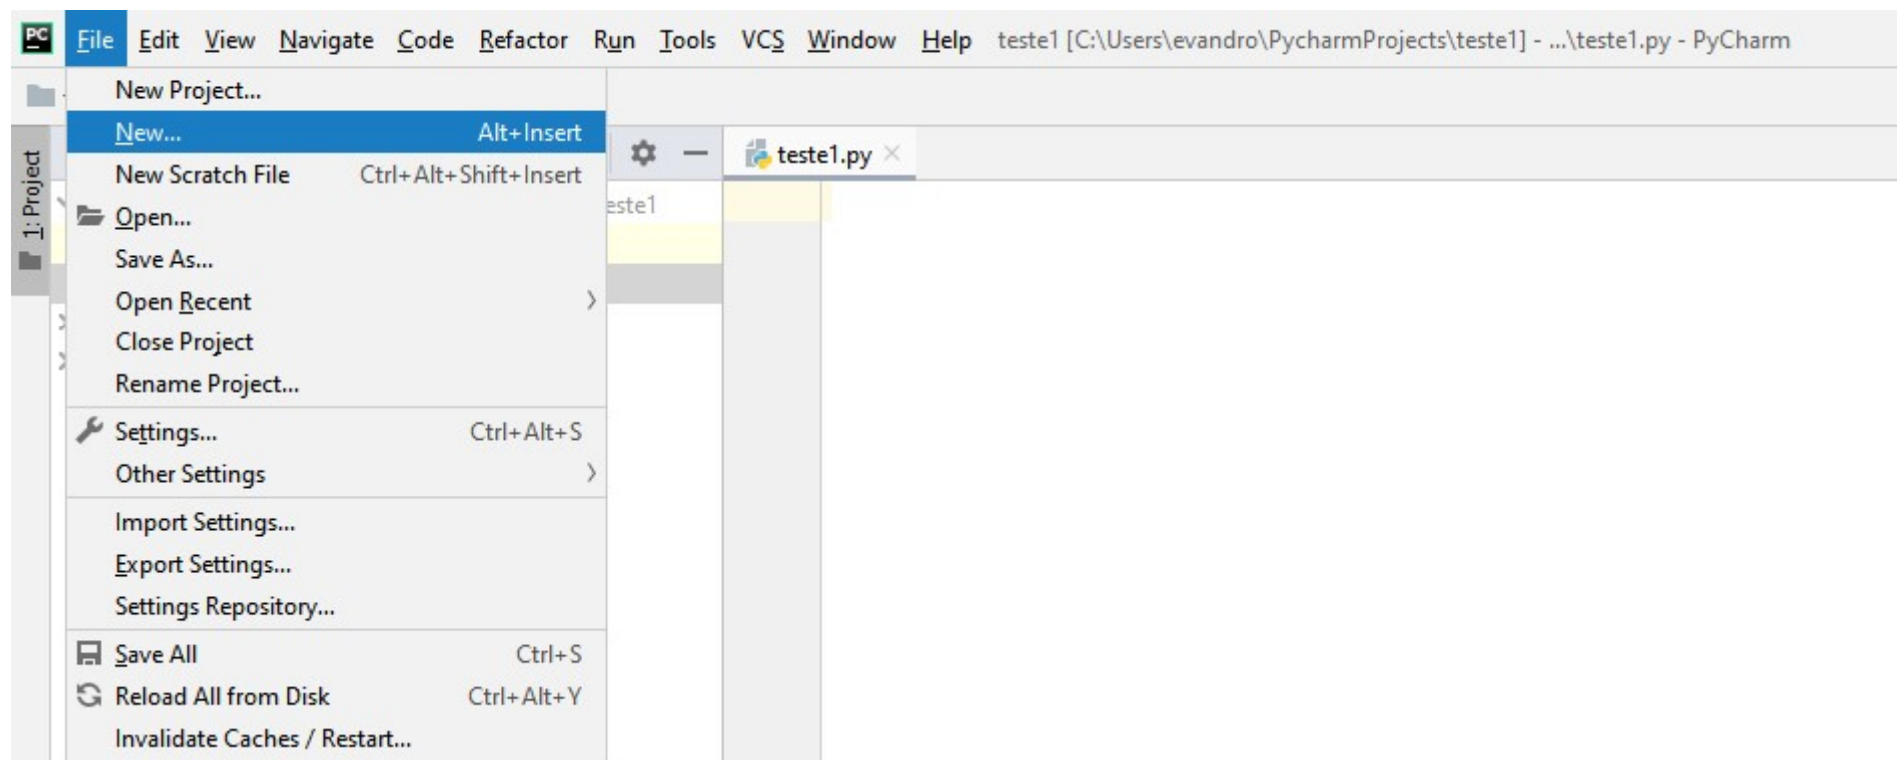 PC File Edit View Navigate Code Refactor Run Tools VCS Window Help teste1 [C:\Users\evandro\PycharmProjects\teste1] - ...\teste1.py - PyCharm
New Project...
New... Alt+Insert
teste1.py
New Scratch File Ctrl+Alt+Shift+Insert
1: Project
este1
Open...
Save As...
Open Recent
Close Project
Rename Project...
Settings... Ctrl+Alt+S
Other Settings
Import Settings...
Export Settings...
Settings Repository...
Save All Ctrl+S
Reload All from Disk Ctrl+Alt+Y
Invalidate Caches / Restart...